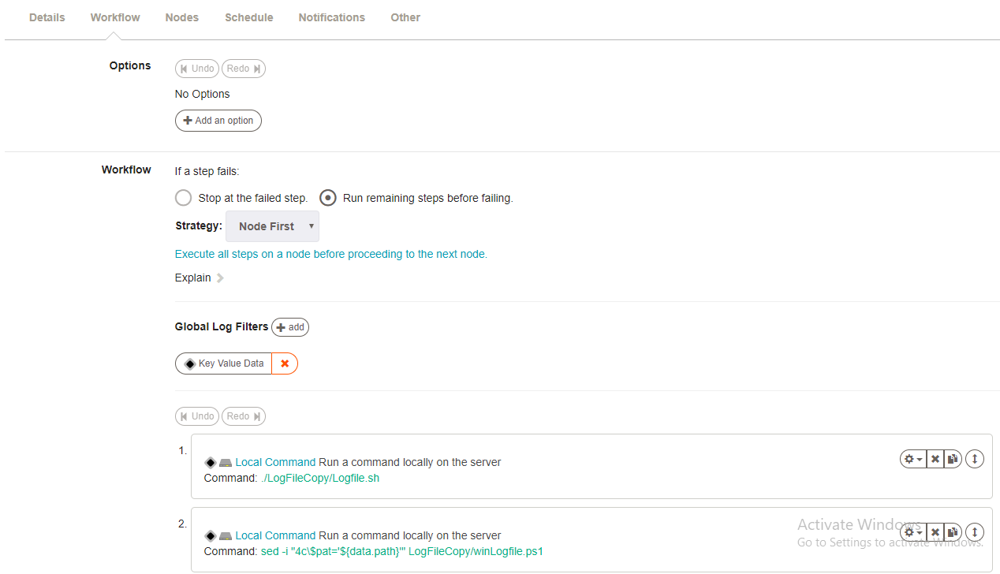 Details Workflow Nodes Schedule Notifications Other
Options Undo Redo
No Options
Add an option
Workflow If a step fails:
Stop at the failed step. Run remaining steps before failing.
Strategy: Node First
Execute all steps on a node before proceeding to the next node.
Explain
Global Log Filters add
Key Value Data
Undo Redo
1.
Local Command Run a command locally on the server
Command: ./LogFileCopy/Logfile.sh
2.
Activate Windows
Local Command Run a command locally on the server
Go to Settings to activate Windows.
Command: sed -i "4c\$pat='${data.path}'" LogFileCopy/winLogfile.ps1